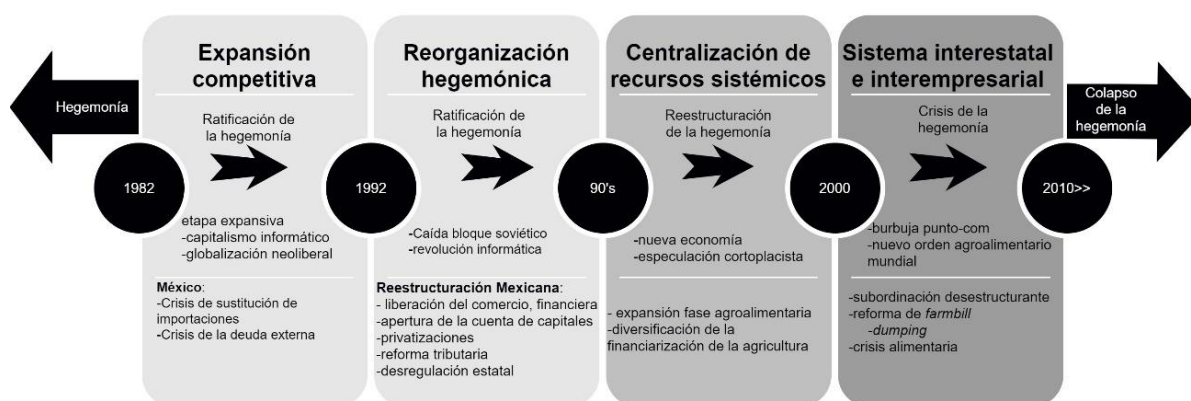 Hegemonía
1982
Expansión
competitiva
Ratificación de
la hegemonía
etapa expansiva
-capitalismo informático
-globalización neoliberal
México:
-Crisis de sustitución de
importaciones
-Crisis de la deuda externa
1992
Reorganización
hegemónica
Ratificación de
la hegemonía
-Caída bloque soviético
-revolución informática
Reestructuración Mexicana:
- liberación del comercio, financiera
-apertura de la cuenta de capitales
-privatizaciones
-reforma tributaria
-desregulación estatal
90's
Centralización de
recursos sistémicos
Reestructuración
de la hegemonía
-nueva economía
-especulación cortoplacista
- expansión fase agroalimentaria
-diversificación de la
financiarización de la agricultura
2000
Sistema interestatal
e interempresarial
Crisis de la
hegemonía
-burbuja punto-com
-nuevo orden agroalimentario
mundial
-subordinación desestructurante
-reforma de farmbill
-dumping
-crisis alimentaria
2010>>
Colapso
de la
hegemonía